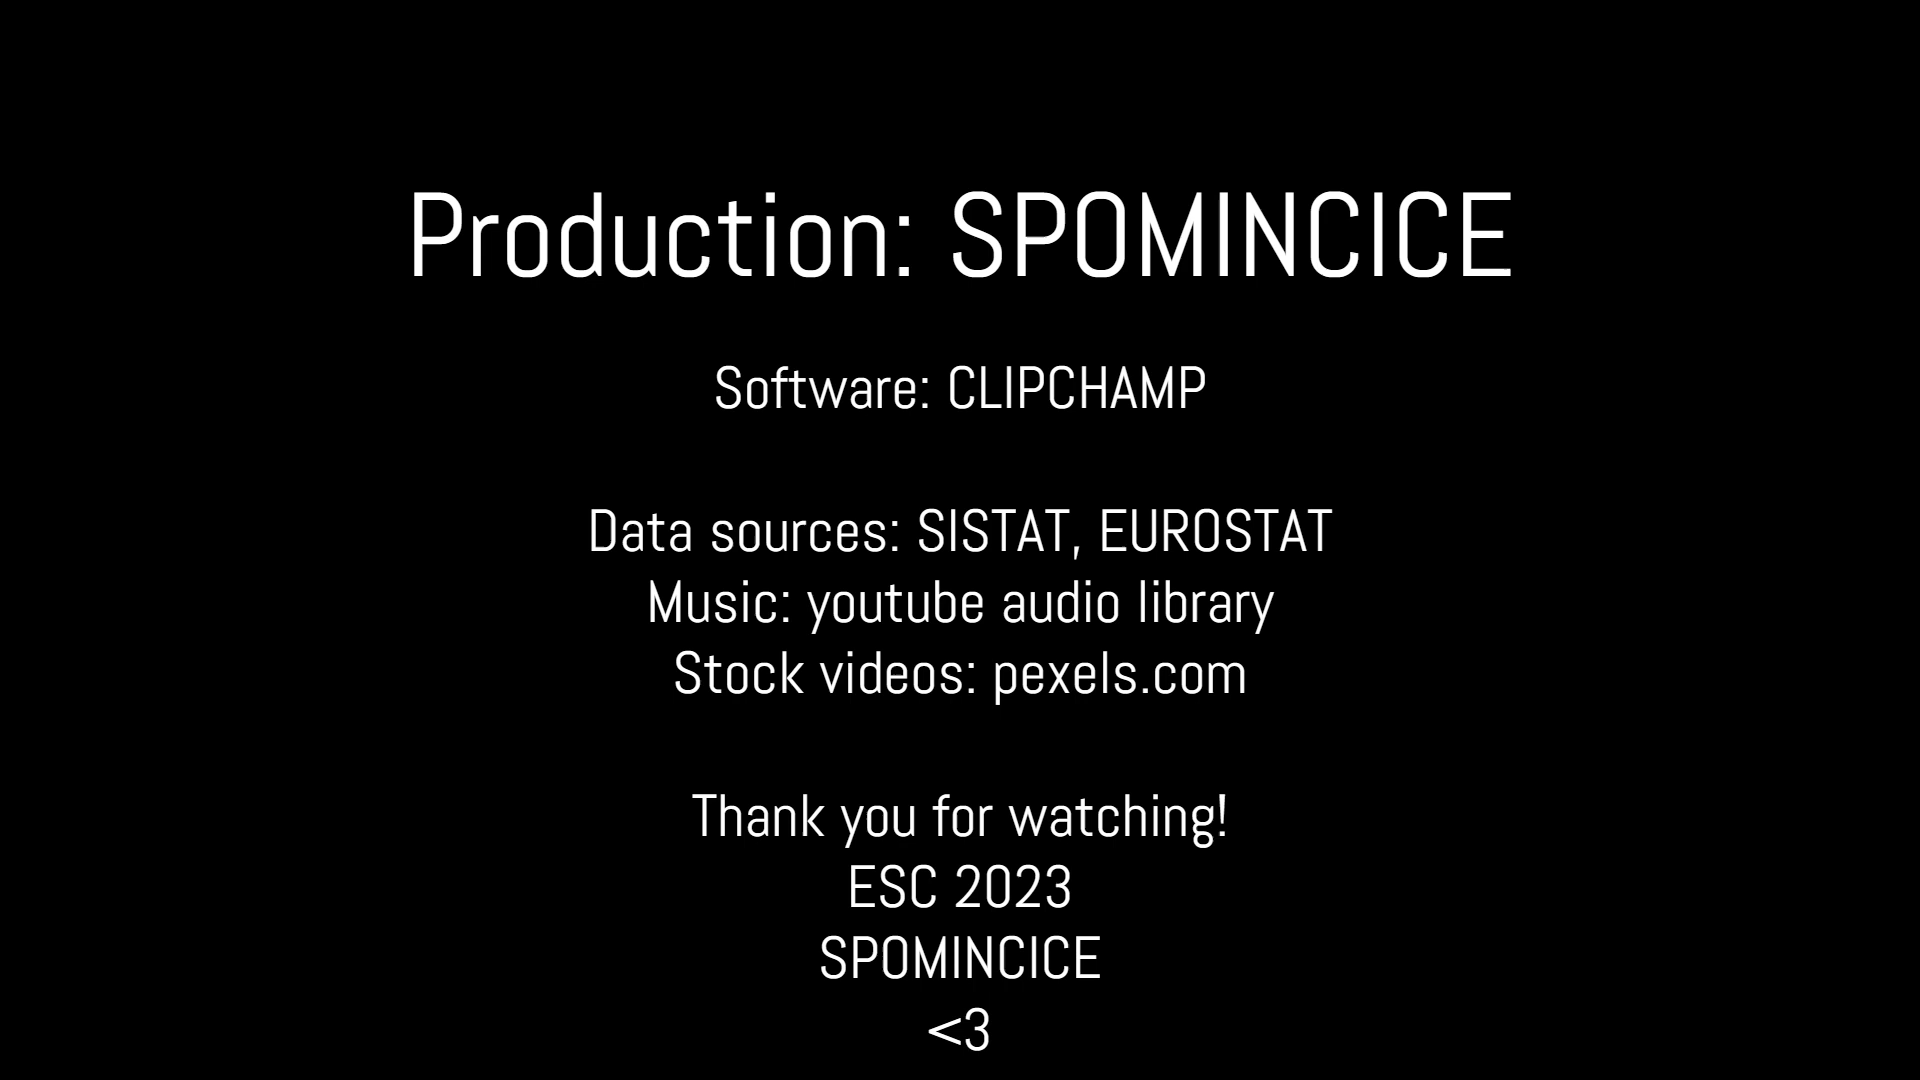 Production: SPOMINCICE
Software: CLIPCHAMP
Data sources: SISTAT, EUROSTAT
Music: youtube audio library
Stock videos: pexels.com
Thank you for watching!
ESC 2023
SPOMINCICE
<3